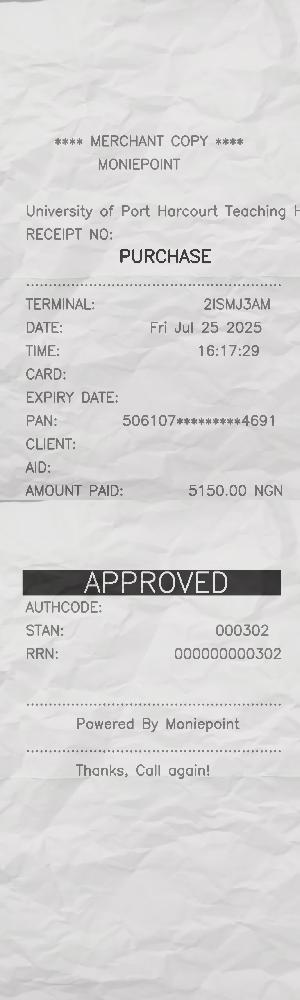 **** MERCHANT COPY ****
MONIEPOINT
University of Port Harcourt Teaching H
RECEIPT NO:
PURCHASE
TERMINAL: 2ISMJ3AM
DATE: Fri Jul 25 2025
TIME: 16:17:29
CARD:
EXPIRY DATE:
PAN: 506107*********4691
CLIENT:
AID:
AMOUNT PAID: 5150.00 NGN
APPROVED
AUTHCODE:
STAN: 000302
RRN: 000000000302
Powered By Moniepoint
Thanks, Call again!